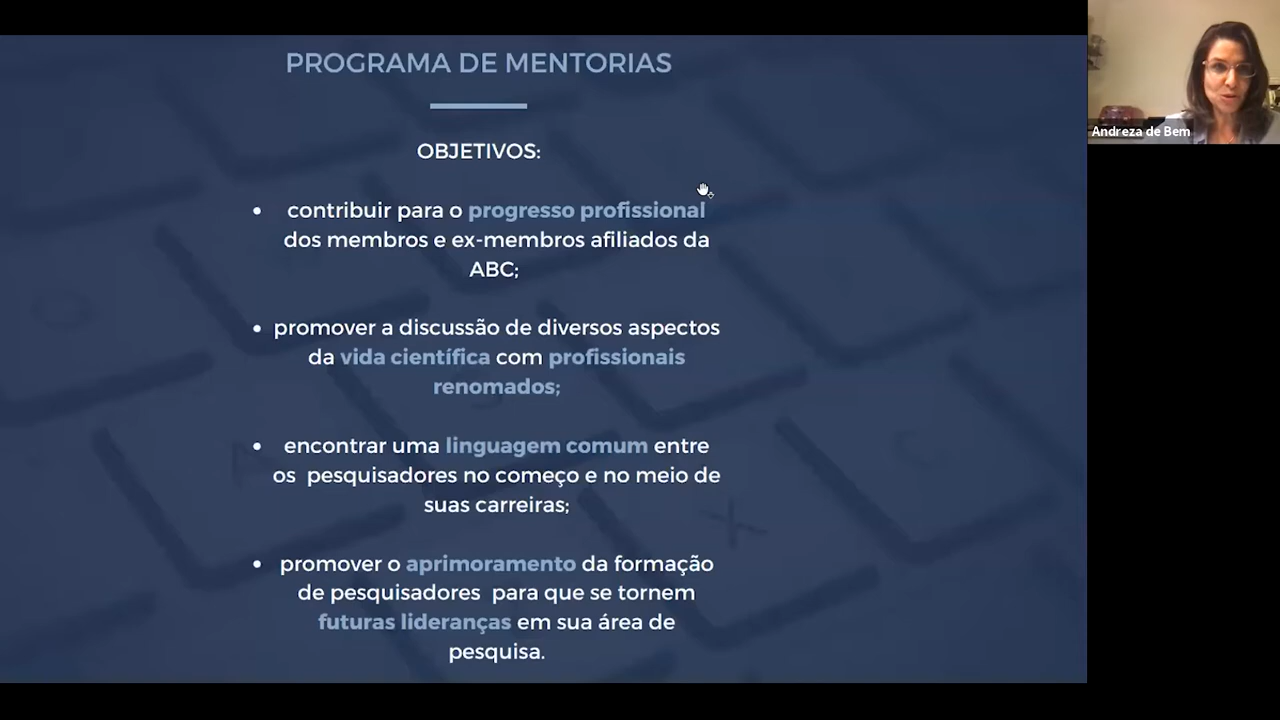 PROGRAMA DE MENTORIAS
Andreza de Bem
OBJETIVOS:
• contribuir para o progresso profissional
dos membros e ex-membros afiliados da
ABC;
• promover a discussão de diversos aspectos
da vida científica com profissionais
renomados;
• encontrar uma linguagem comum entre
os pesquisadores no começo e no meio de
suas carreiras;
• promover o aprimoramento da formação
de pesquisadores para que se tornem
futuras lideranças em sua área de
pesquisa.